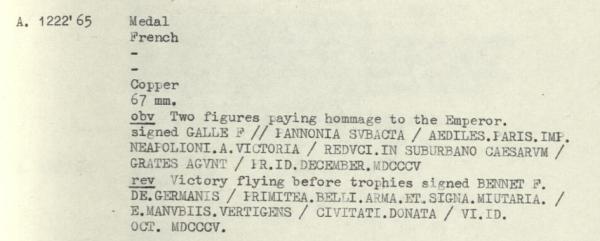 A. 1222'65 Medal
French
-
-
Copper
67 mm.
obv Two figures paying hommage to the Emperor.
signed GALLE F // PANNONIA SVBACTA / AEDILES.PARIS.IMP.
NEAPOLIONI.A.VICTORIA / REDVCI.IN SUBURBANO CAESARVM /
GRATES AGVNT / PR.ID.DECEMBER.MDCCCV
rev Victory flying before trophies signed BENNET F.
DE.GERMANIS / PRIMITEA.BELLI.ARMA.ET.SIGNA.MIUTARIA. /
E.MANVBIIS.VERTIGENS / CIVITATI.DONATA / VI.ID.
OCT. MDCCCV.